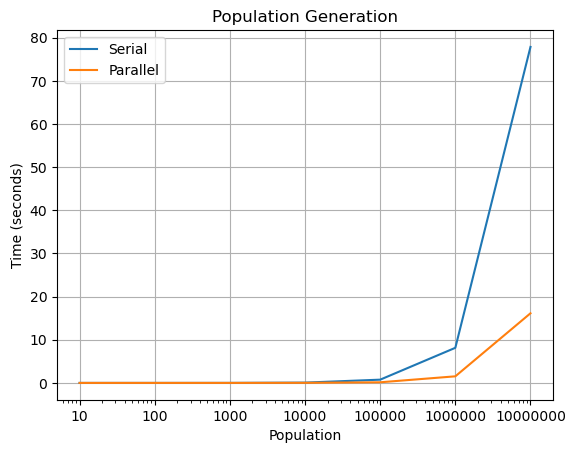 Population Generation
Serial
Parallel
80
70
60
50
40
30
20
10
0
Time (seconds)
10 100 1000 10000 100000 1000000 10000000
Population